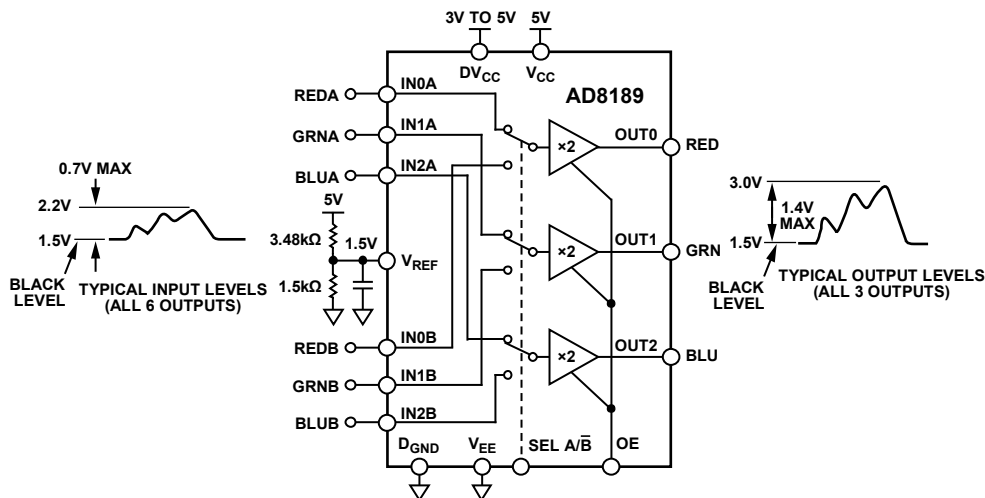 3V TO 5V
5V
DVCC
VCC
AD8189
REDA
IN0A
GRNA
IN1A
BLUA
IN2A
×2
OUT0
RED
0.7V MAX
2.2V
1.5V
BLACK
LEVEL
TYPICAL INPUT LEVELS
(ALL 6 OUTPUTS)
5V
3.48kΩ
1.5V
1.5kΩ
VREF
×2
OUT1
GRN
3.0V
1.4V
MAX
1.5V
BLACK
LEVEL
TYPICAL OUTPUT LEVELS
(ALL 3 OUTPUTS)
REDB
IN0B
GRNB
IN1B
BLUB
IN2B
×2
OUT2
BLU
DGND
VEE
SEL A/B̅
OE